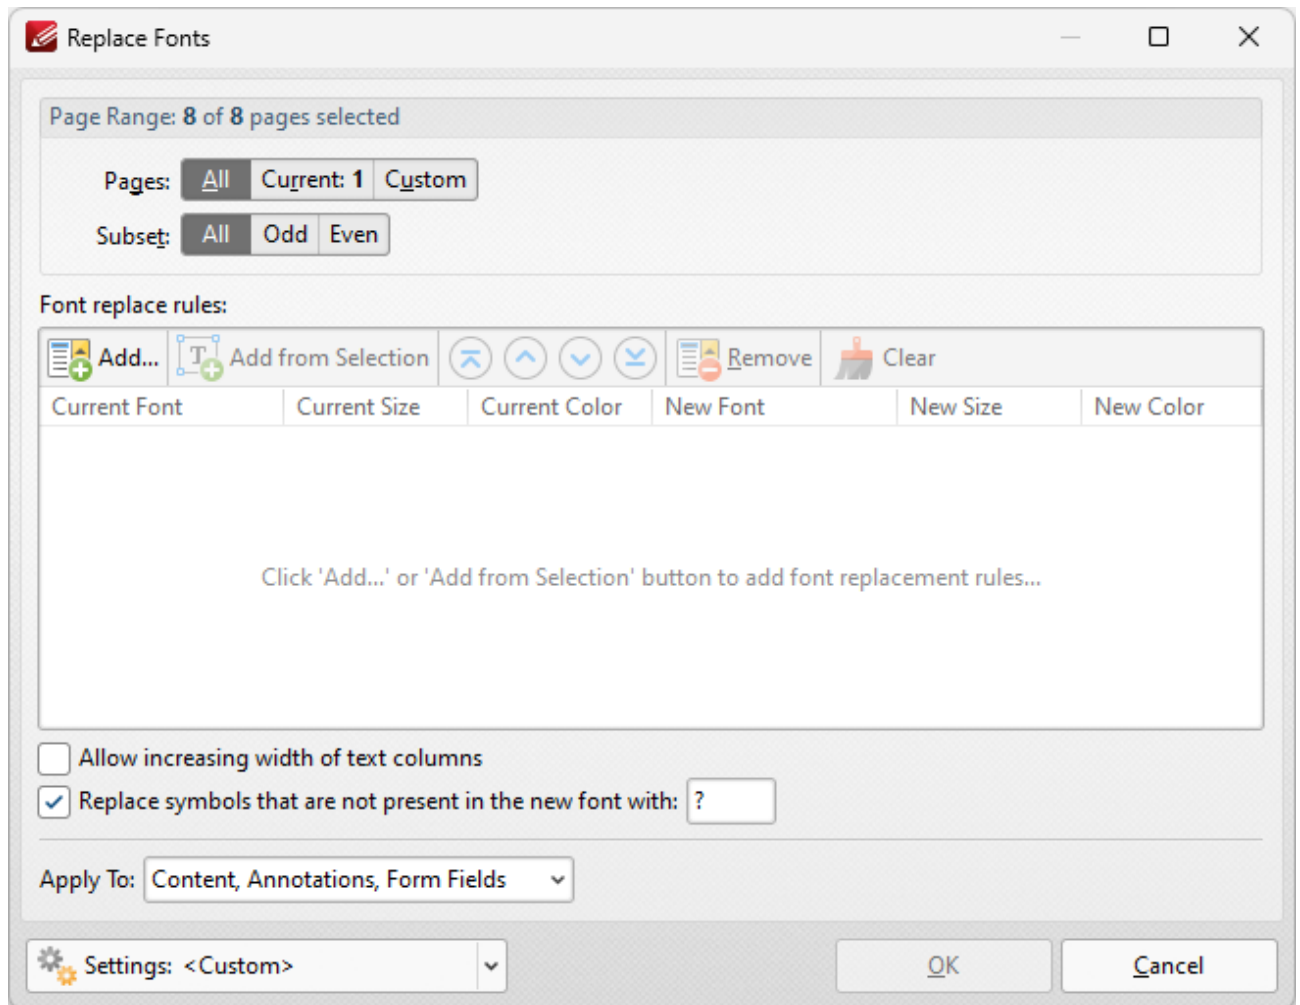 Replace Fonts
Page Range: 8 of 8 pages selected
Pages: All Current: 1 Custom
Subset: All Odd Even
Font replace rules:
Add... Add from Selection Remove Clear
Current Font Current Size Current Color New Font New Size New Color
Click 'Add...' or 'Add from Selection' button to add font replacement rules...
Allow increasing width of text columns
Replace symbols that are not present in the new font with: ?
Apply To: Content, Annotations, Form Fields
Settings: <Custom> OK Cancel